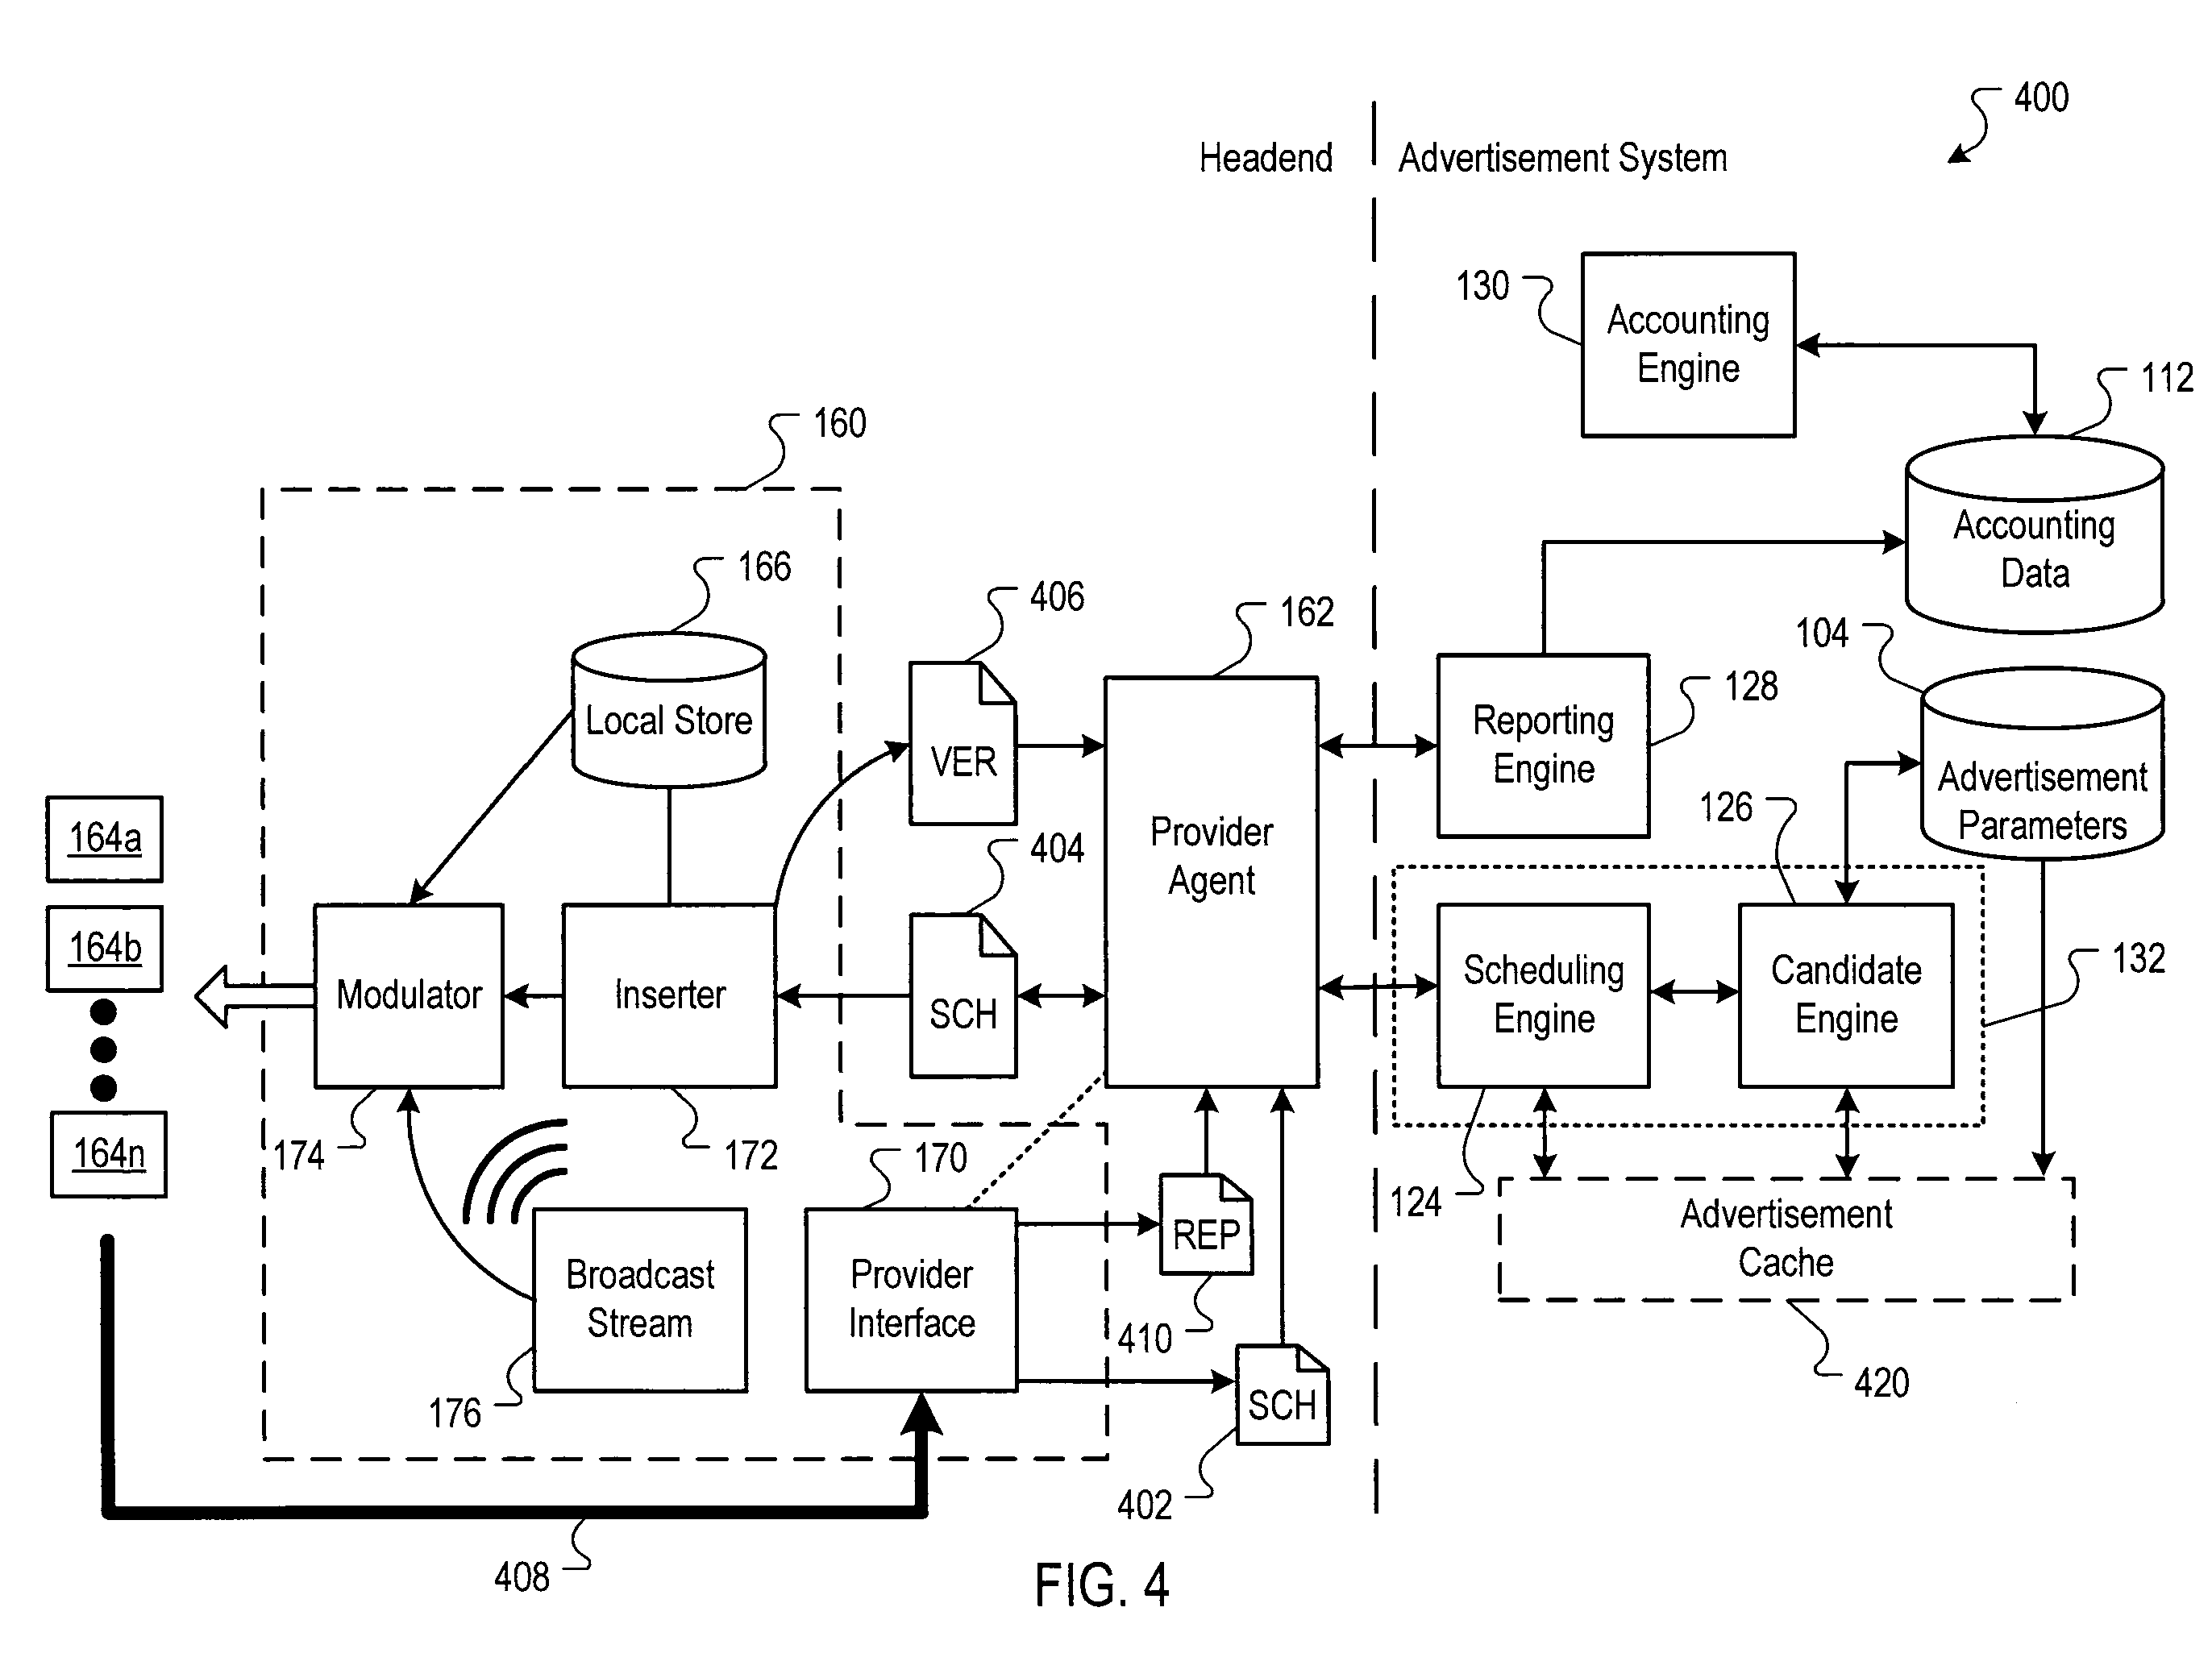 400
Headend
Advertisement System
130
Accounting
Engine
112
160
Accounting
Data
166
406
162
104
Local Store
VER
Reporting
Engine
128
Advertisement
Parameters
126
164a
404
Provider
Agent
164b
Modulator
Inserter
SCH
Scheduling
Engine
Candidate
Engine
132
164n
174
172
170
124
REP
Advertisement
Cache
Broadcast
Stream
Provider
Interface
410
176
SCH
420
402
408
FIG. 4